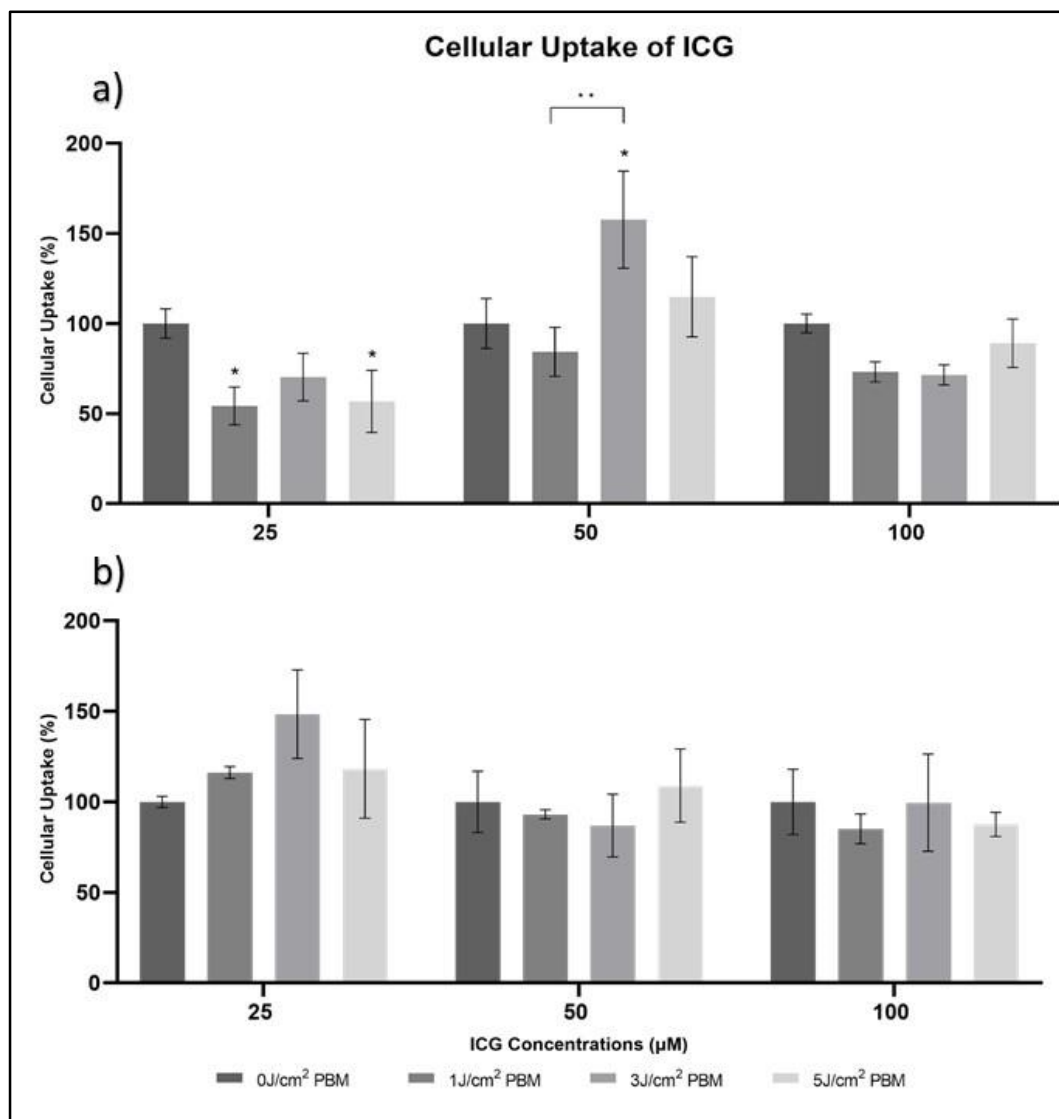 Cellular Uptake of ICG
a)
**
*
*
*
Cellular Uptake (%)
200
150
100
50
0
25 50 100
b)
Cellular Uptake (%)
200
150
100
50
0
25 50 100
ICG Concentrations (µM)
0J/cm² PBM 1J/cm² PBM 3J/cm² PBM 5J/cm² PBM